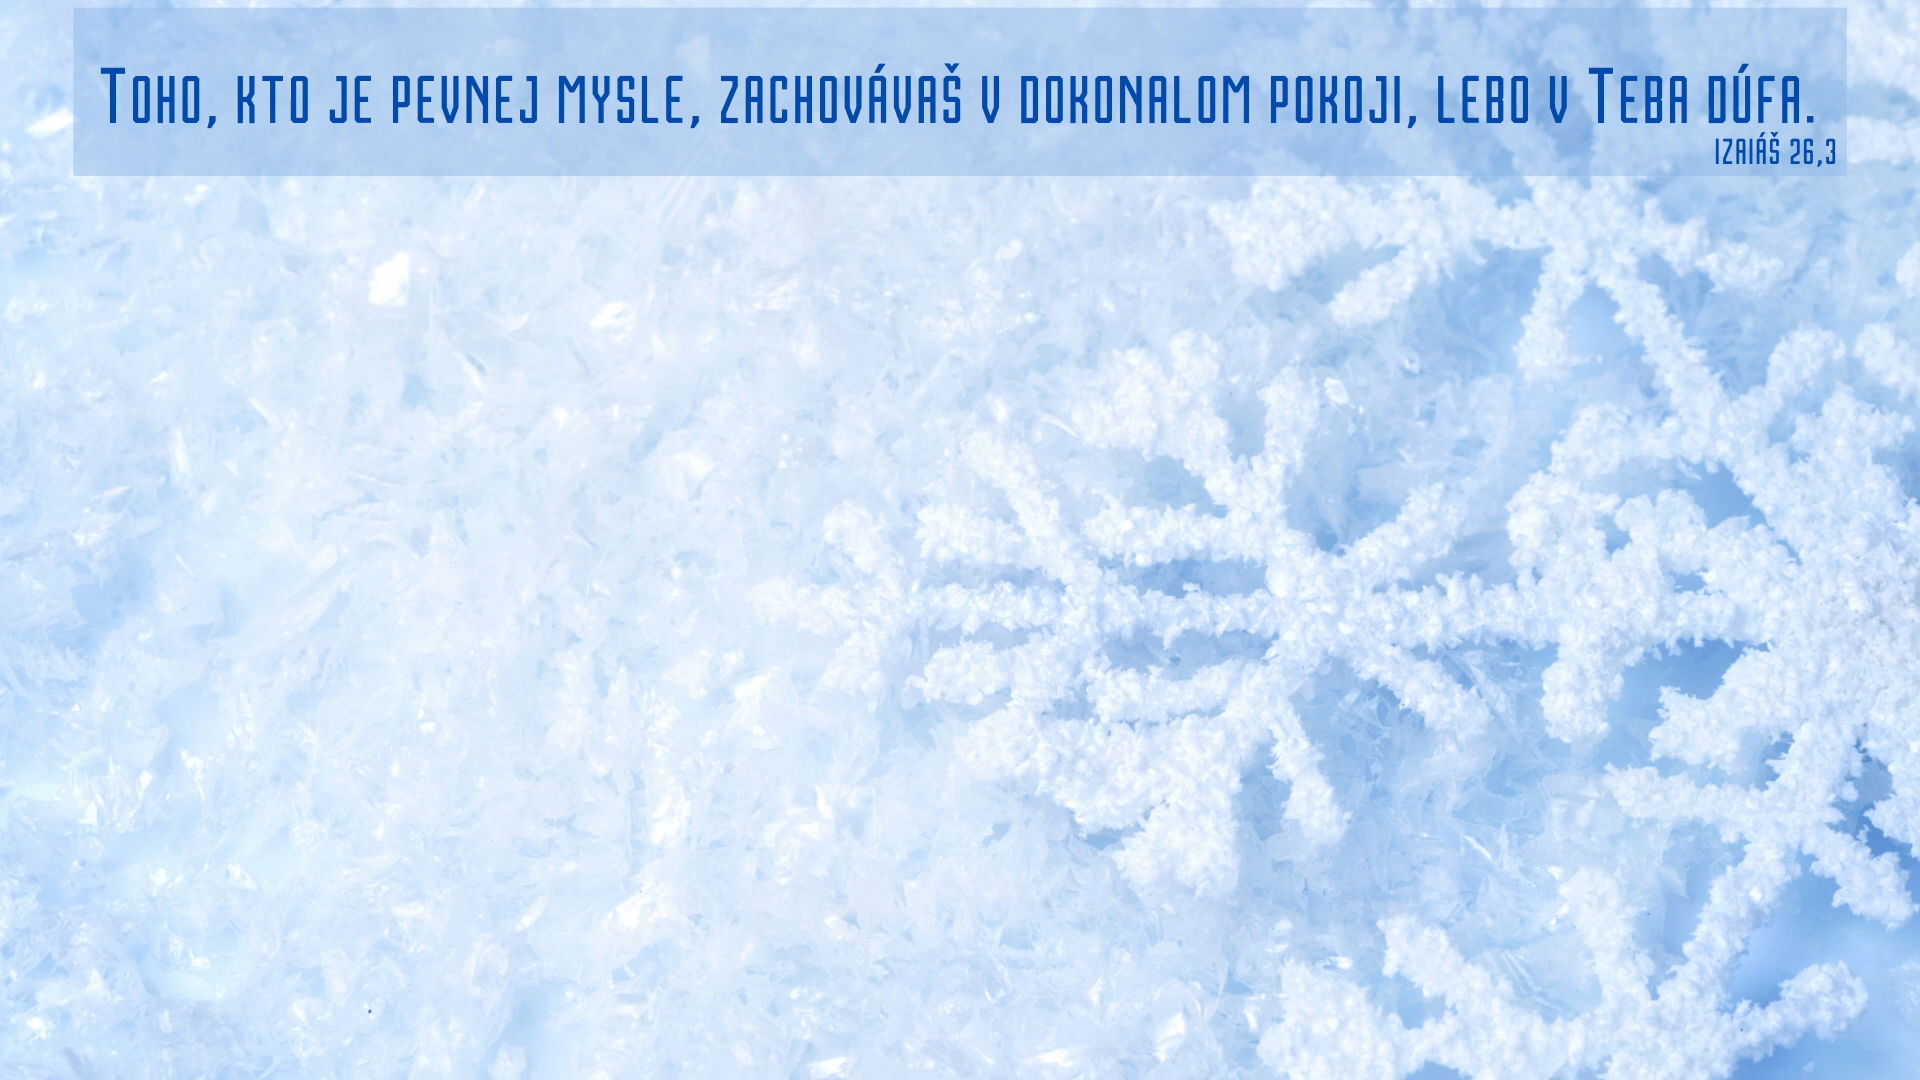 Toho, kto je pevnej mysle, zachovávaš v dokonalom pokoji, lebo v Teba dúfa.
Izaiáš 26,3